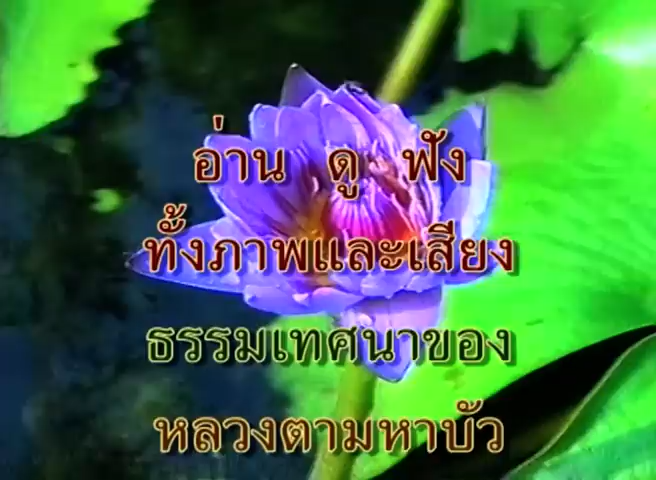 อ่าน ดู ฟัง
ทั้งภาพและเสียง
ธรรมเทศนาของ
หลวงตามหาบัว